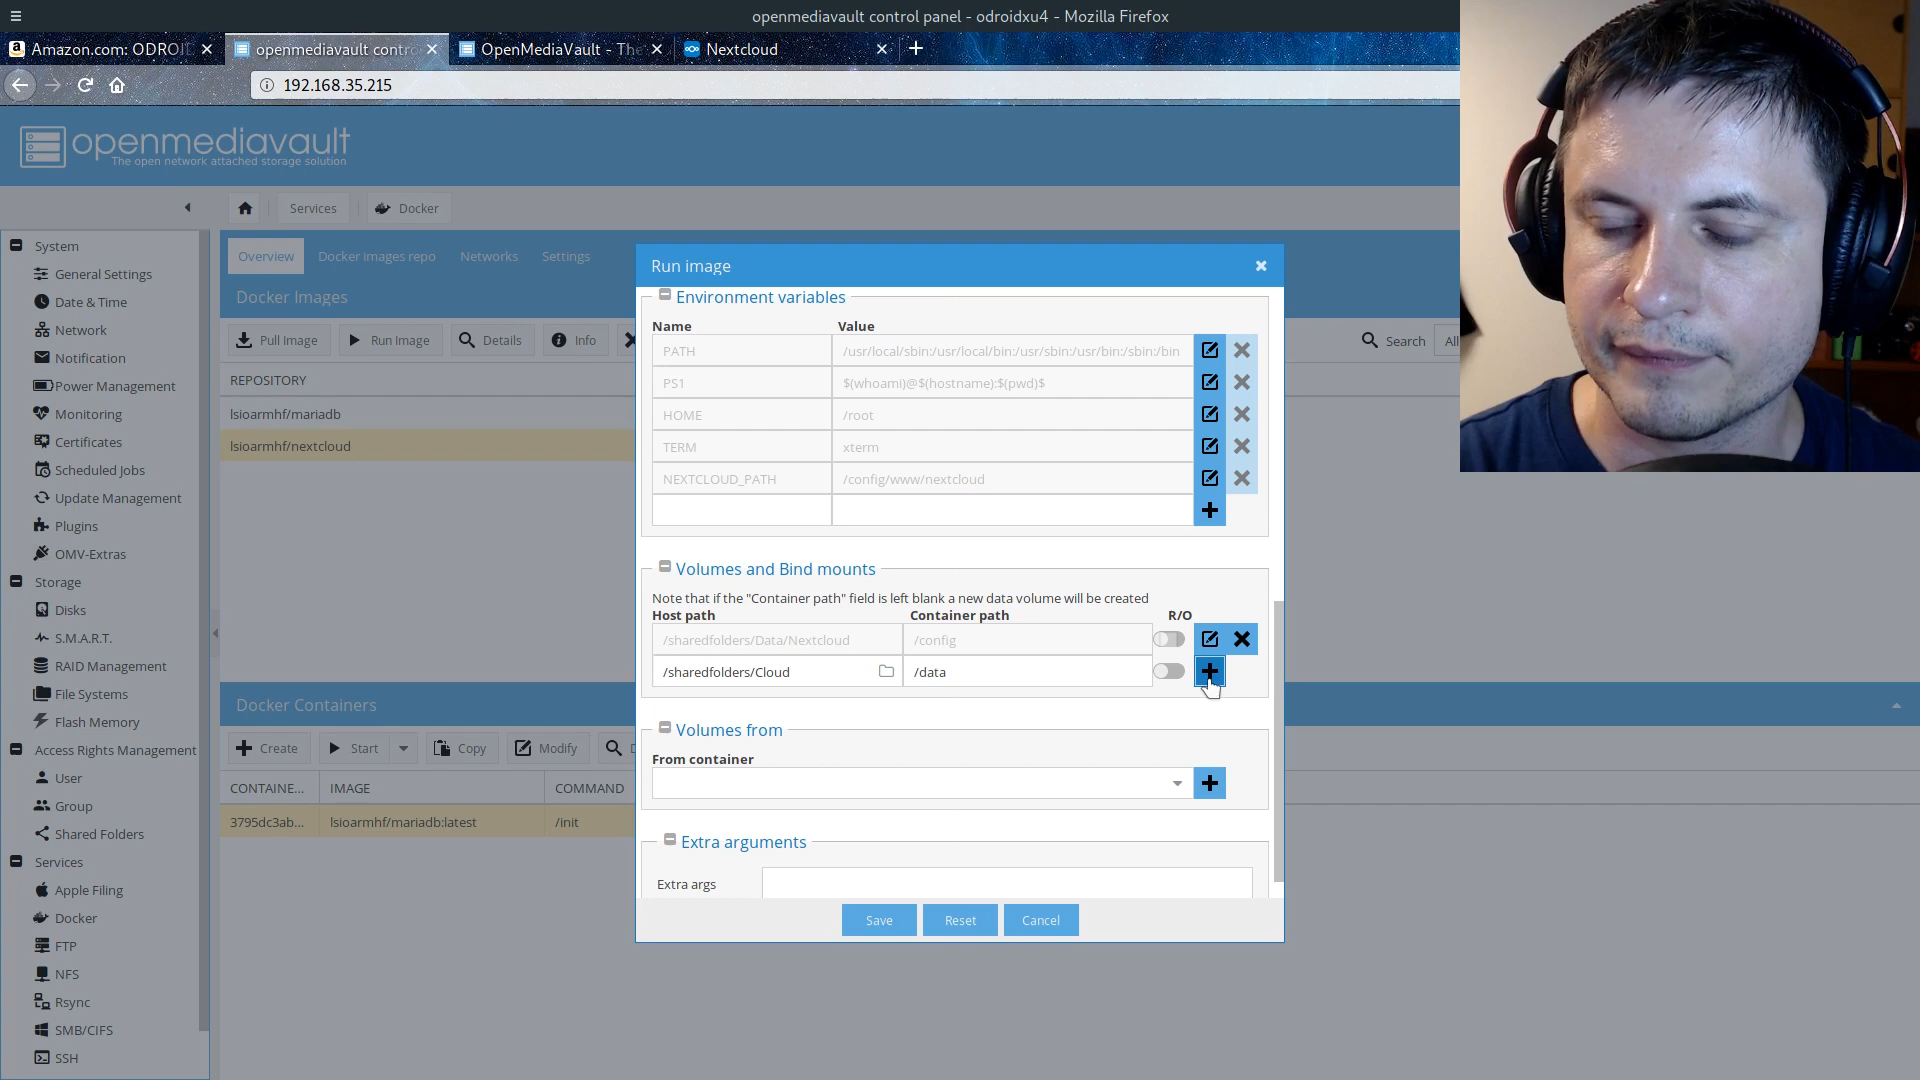 openmediavault control panel - odroidxu4 - Mozilla Firefox
Amazon.com: ODROI
openmediavault contro
OpenMediaVault - The
Nextcloud
192.168.35.215
openmediavault
The open network attached storage solution
Services
Docker
System
General Settings
Date & Time
Network
Notification
Power Management
Monitoring
Certificates
Scheduled Jobs
Update Management
Plugins
OMV-Extras
Storage
Disks
S.M.A.R.T.
RAID Management
File Systems
Flash Memory
Access Rights Management
User
Group
Shared Folders
Services
Apple Filing
Docker
FTP
NFS
Rsync
SMB/CIFS
SSH
Overview
Docker images repo
Networks
Settings
Docker Images
Pull Image
Run Image
Details
Info
Search
All
REPOSITORY
lsioarmhf/mariadb
lsioarmhf/nextcloud
Docker Containers
Create
Start
Copy
Modify
D
CONTAINE...
IMAGE
COMMAND
3795dc3ab...
lsioarmhf/mariadb:latest
/init
Run image
Environment variables
Name Value
PATH /usr/local/sbin:/usr/local/bin:/usr/sbin:/usr/bin:/sbin:/bin
PS1 $(whoami)@$(hostname):$(pwd)$
HOME /root
TERM xterm
NEXTCLOUD_PATH /config/www/nextcloud
Volumes and Bind mounts
Note that if the "Container path" field is left blank a new data volume will be created
Host path Container path R/O
/sharedfolders/Data/Nextcloud /config
/sharedfolders/Cloud /data
Volumes from
From container
Extra arguments
Extra args
Save
Reset
Cancel